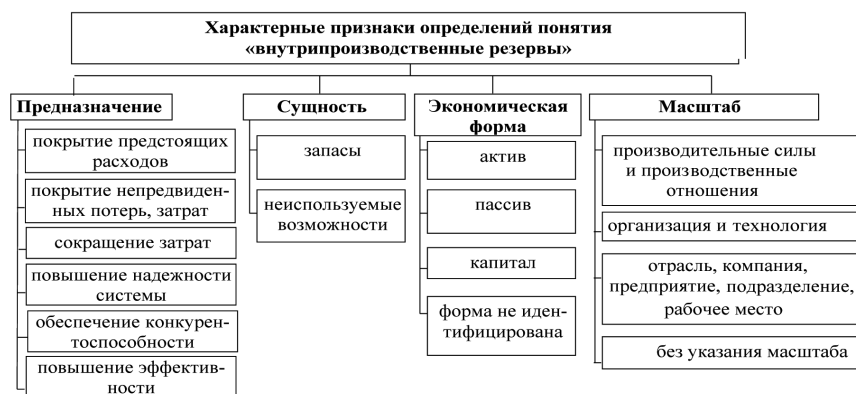 Характерные признаки определений понятия
«внутрипроизводственные резервы»
Предназначение
покрытие предстоящих
расходов
покрытие непредвиден-
ных потерь, затрат
сокращение затрат
повышение надежности
системы
обеспечение конкурен-
тоспособности
повышение эффектив-
ности
Сущность
запасы
неиспользуемые
возможности
Экономическая
форма
актив
пассив
капитал
форма не иден-
тифицирована
Масштаб
производительные силы
и производственные
отношения
организация и технология
отрасль, компания,
предприятие, подразделение,
рабочее место
без указания масштаба